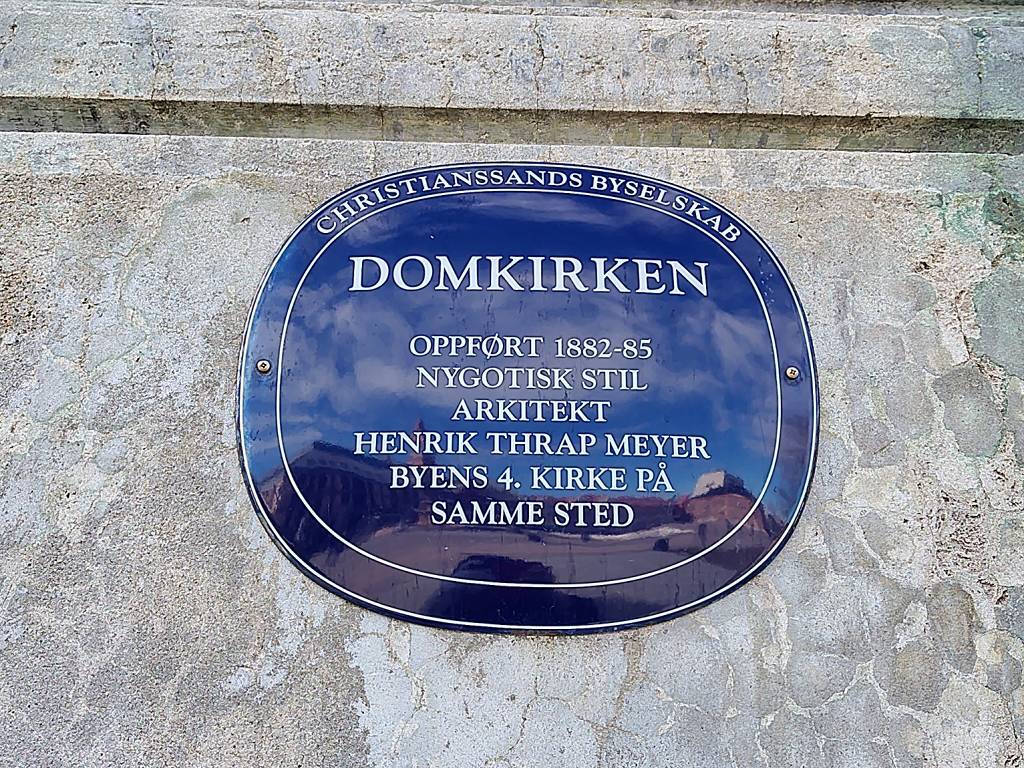 CHRISTIANSSANDS BYSELSKAB
DOMKIRKEN
OPPFØRT 1882-85
NYGOTISK STIL
ARKITEKT
HENRIK THRAP MEYER
BYENS 4. KIRKE PÅ
SAMME STED